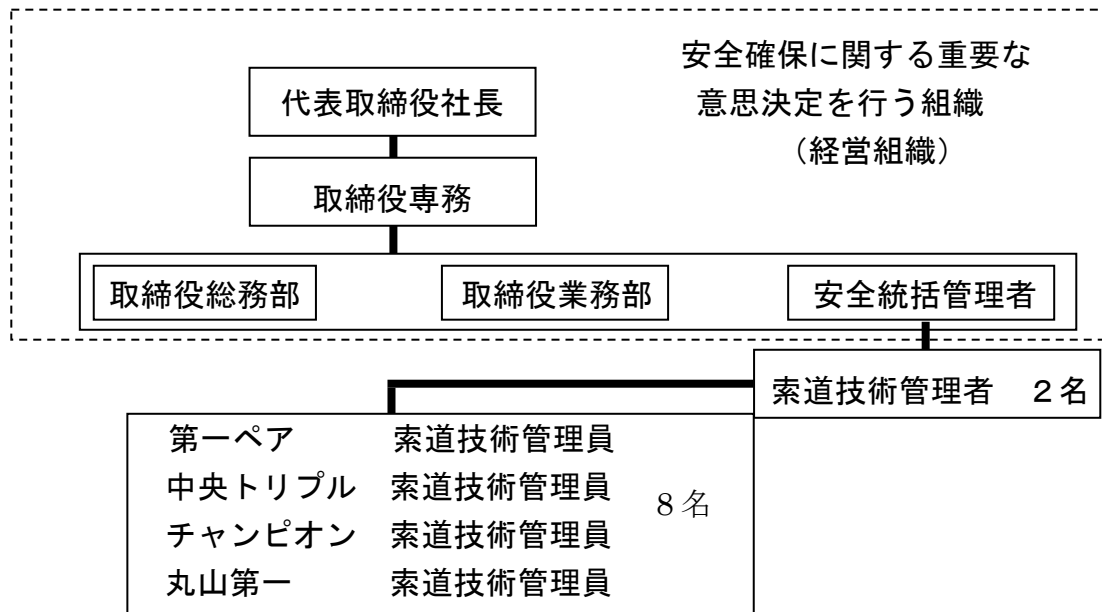 安全確保に関する重要な
意思決定を行う組織
（経営組織）
代表取締役社長
取締役専務
取締役総務部 取締役業務部 安全統括管理者
索道技術管理者　２名
第一ペア 索道技術管理員
中央トリプル 索道技術管理員
８名
チャンピオン 索道技術管理員
丸山第一 索道技術管理員